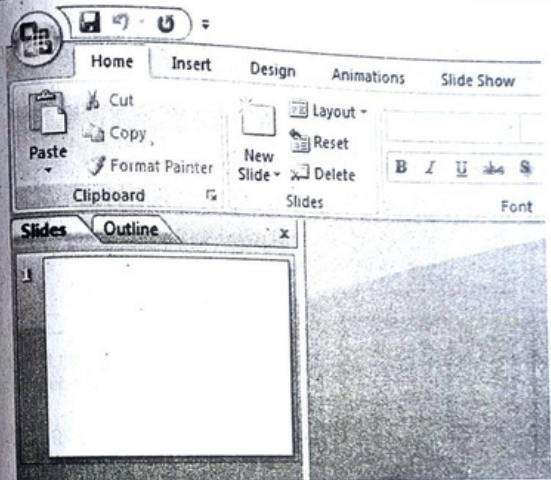 Home Insert Design Animations Slide Show
Cut
Copy
Format Painter
Paste
Clipboard
New Slide
Layout
Reset
Delete
Slides
B I U abc S
Font
Slides Outline x
1